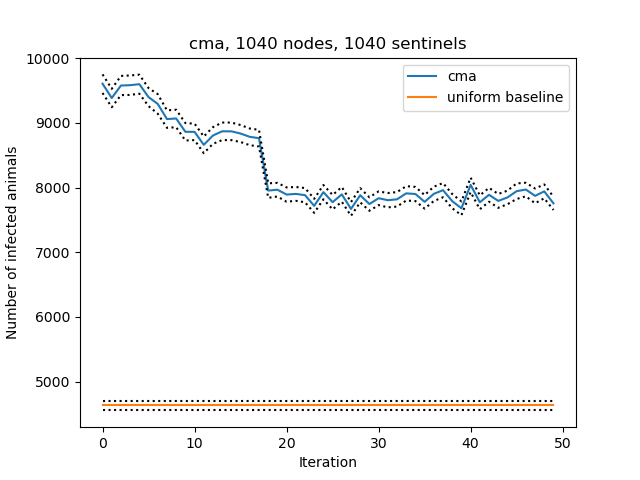 cma, 1040 nodes, 1040 sentinels
cma
uniform baseline
Number of infected animals
10000
9000
8000
7000
6000
5000
0 10 20 30 40 50
Iteration